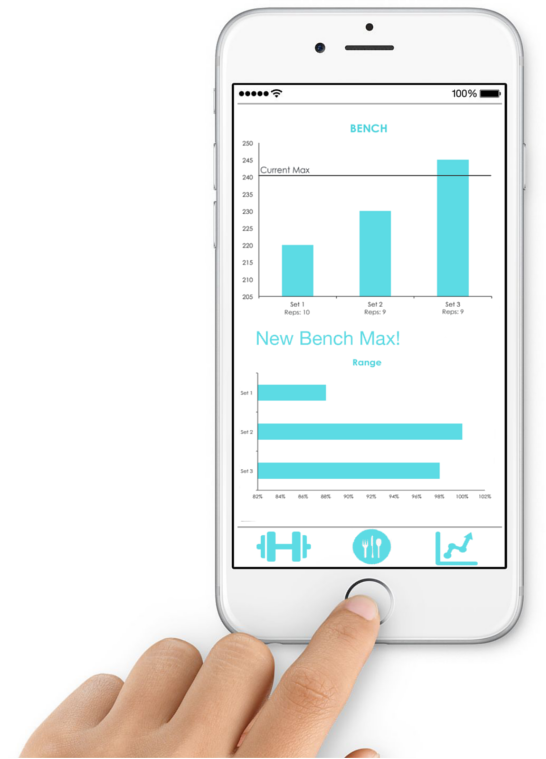 100%
BENCH
250
245
Current Max
240
235
230
225
220
215
210
205
Set 1 Set 2 Set 3
Reps: 10 Reps: 9 Reps: 9
New Bench Max!
Range
Set 1
Set 2
Set 3
82% 84% 86% 88% 90% 92% 94% 96% 98% 100% 102%